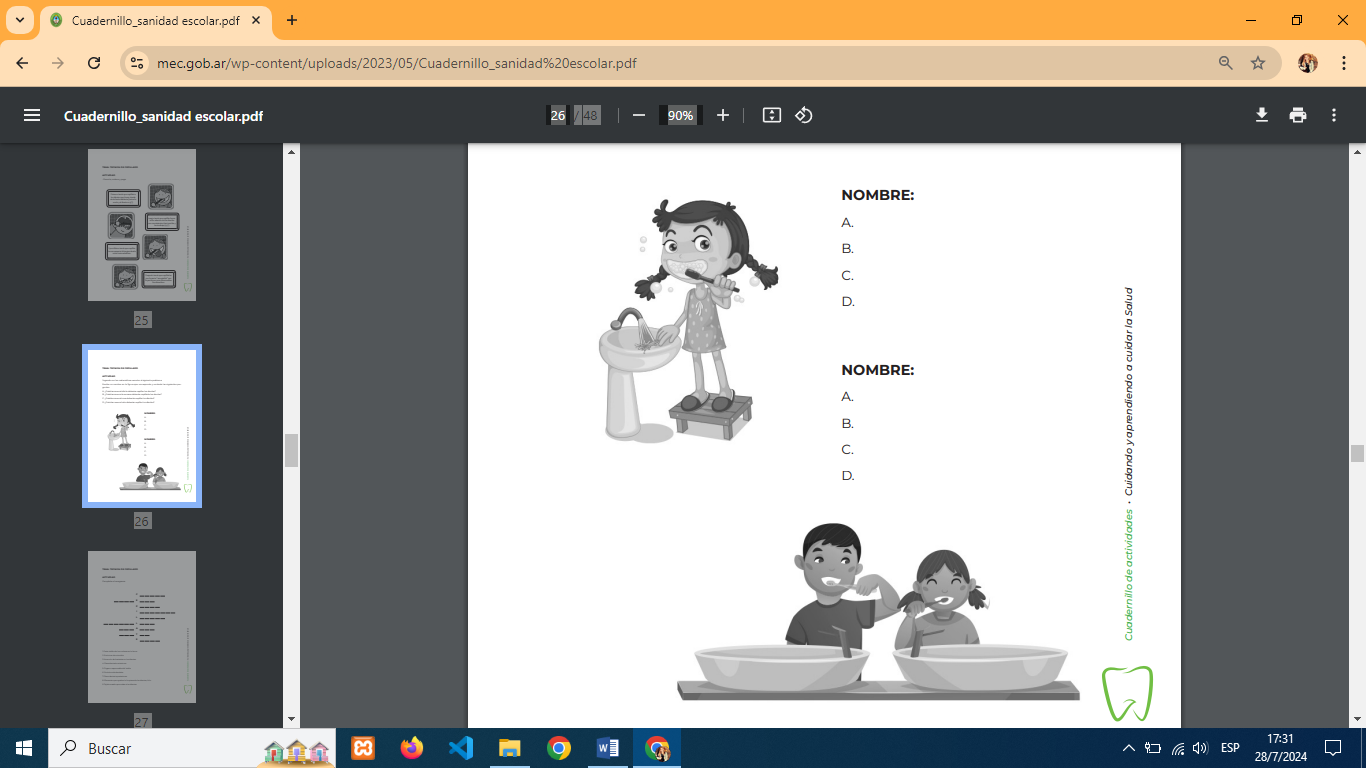 Cuadernillo_sanidad escolar.pdf
mec.gob.ar/wp-content/uploads/2023/05/Cuadernillo_sanidad%20escolar.pdf
Cuadernillo_sanidad escolar.pdf
26 / 48
90%
25
26
27
NOMBRE:
A.
B.
C.
D.
NOMBRE:
A.
B.
C.
D.
Cuadernillo de actividades • Cuidando y aprendiendo a cuidar la Salud
Buscar
ESP
17:31
28/7/2024